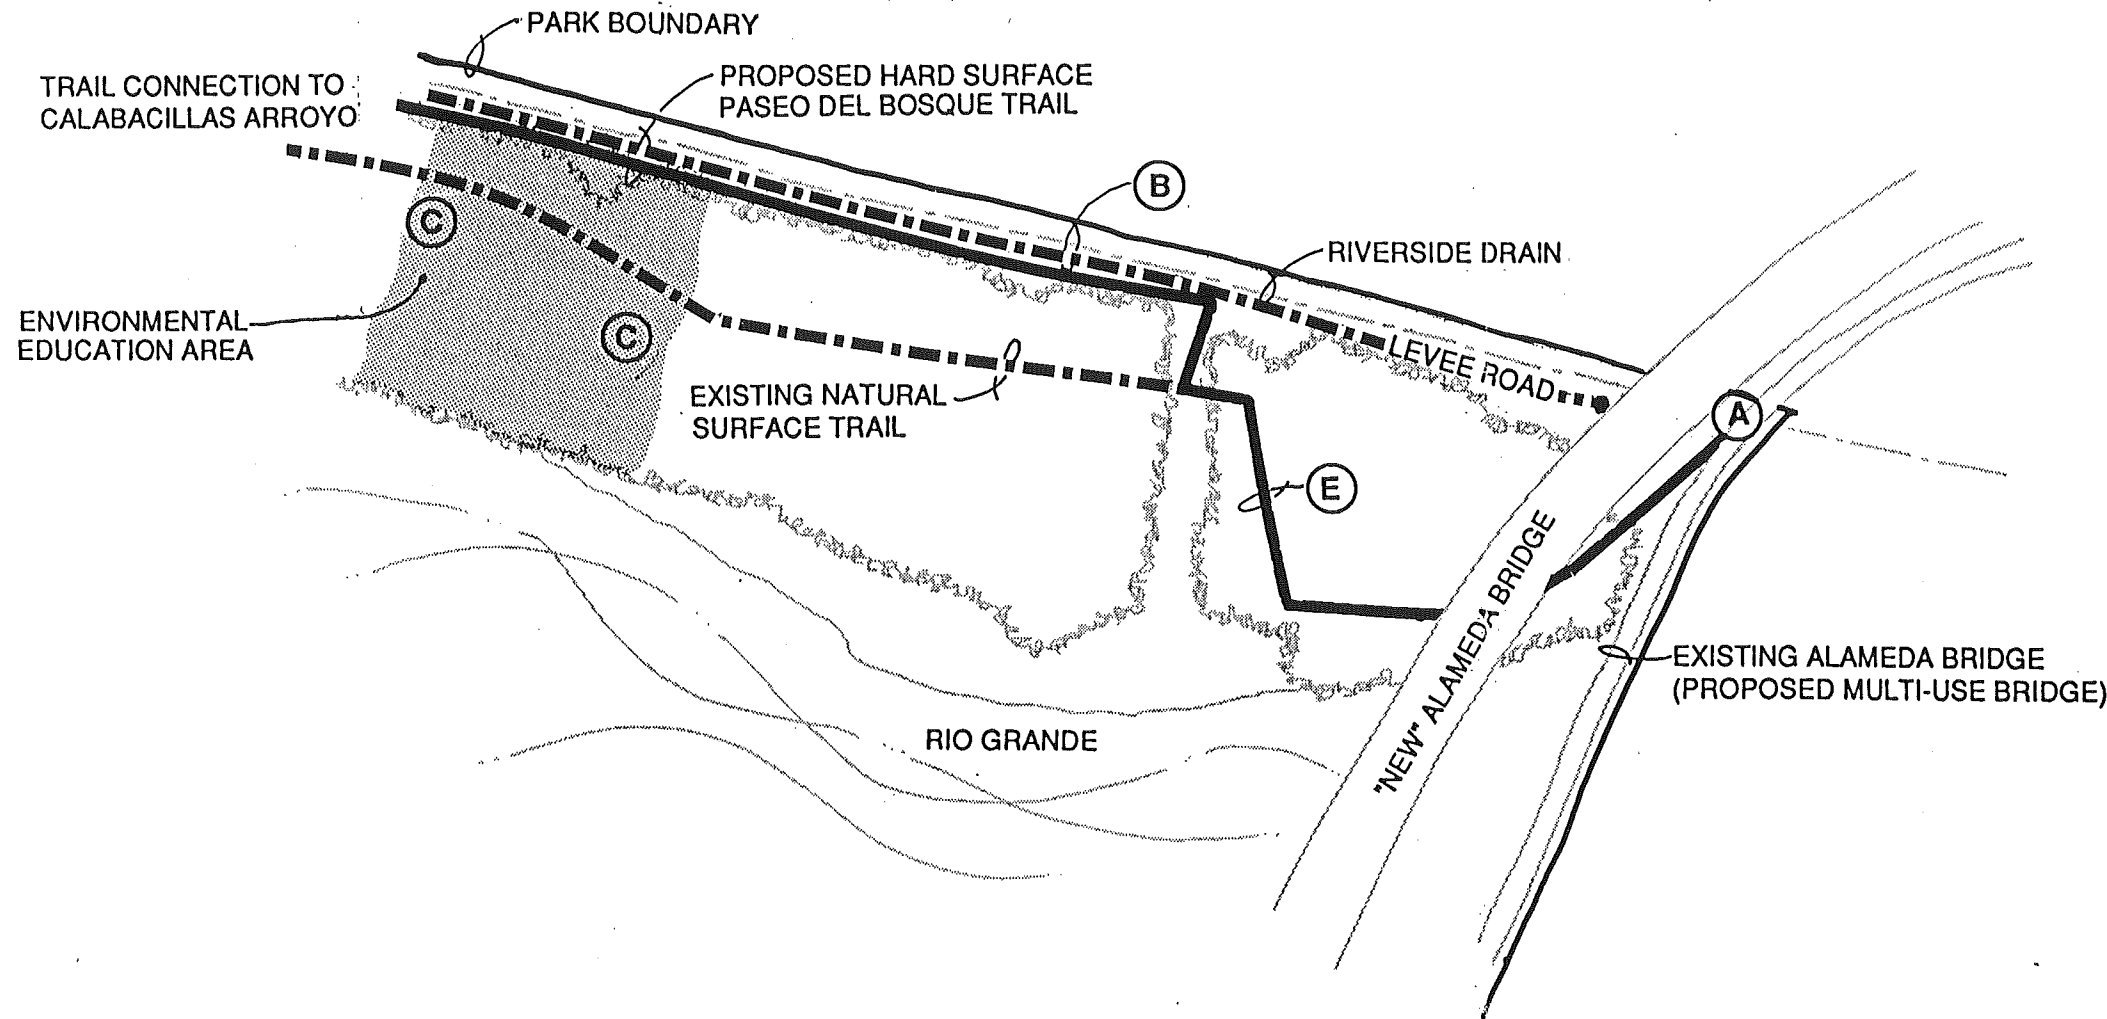 PARK BOUNDARY
TRAIL CONNECTION TO
CALABACILLAS ARROYO
PROPOSED HARD SURFACE
PASEO DEL BOSQUE TRAIL
B
C
RIVERSIDE DRAIN
ENVIRONMENTAL
EDUCATION AREA
C
LEVEE ROAD
EXISTING NATURAL
SURFACE TRAIL
A
E
"NEW" ALAMEDA BRIDGE
EXISTING ALAMEDA BRIDGE
(PROPOSED MULTI-USE BRIDGE)
RIO GRANDE